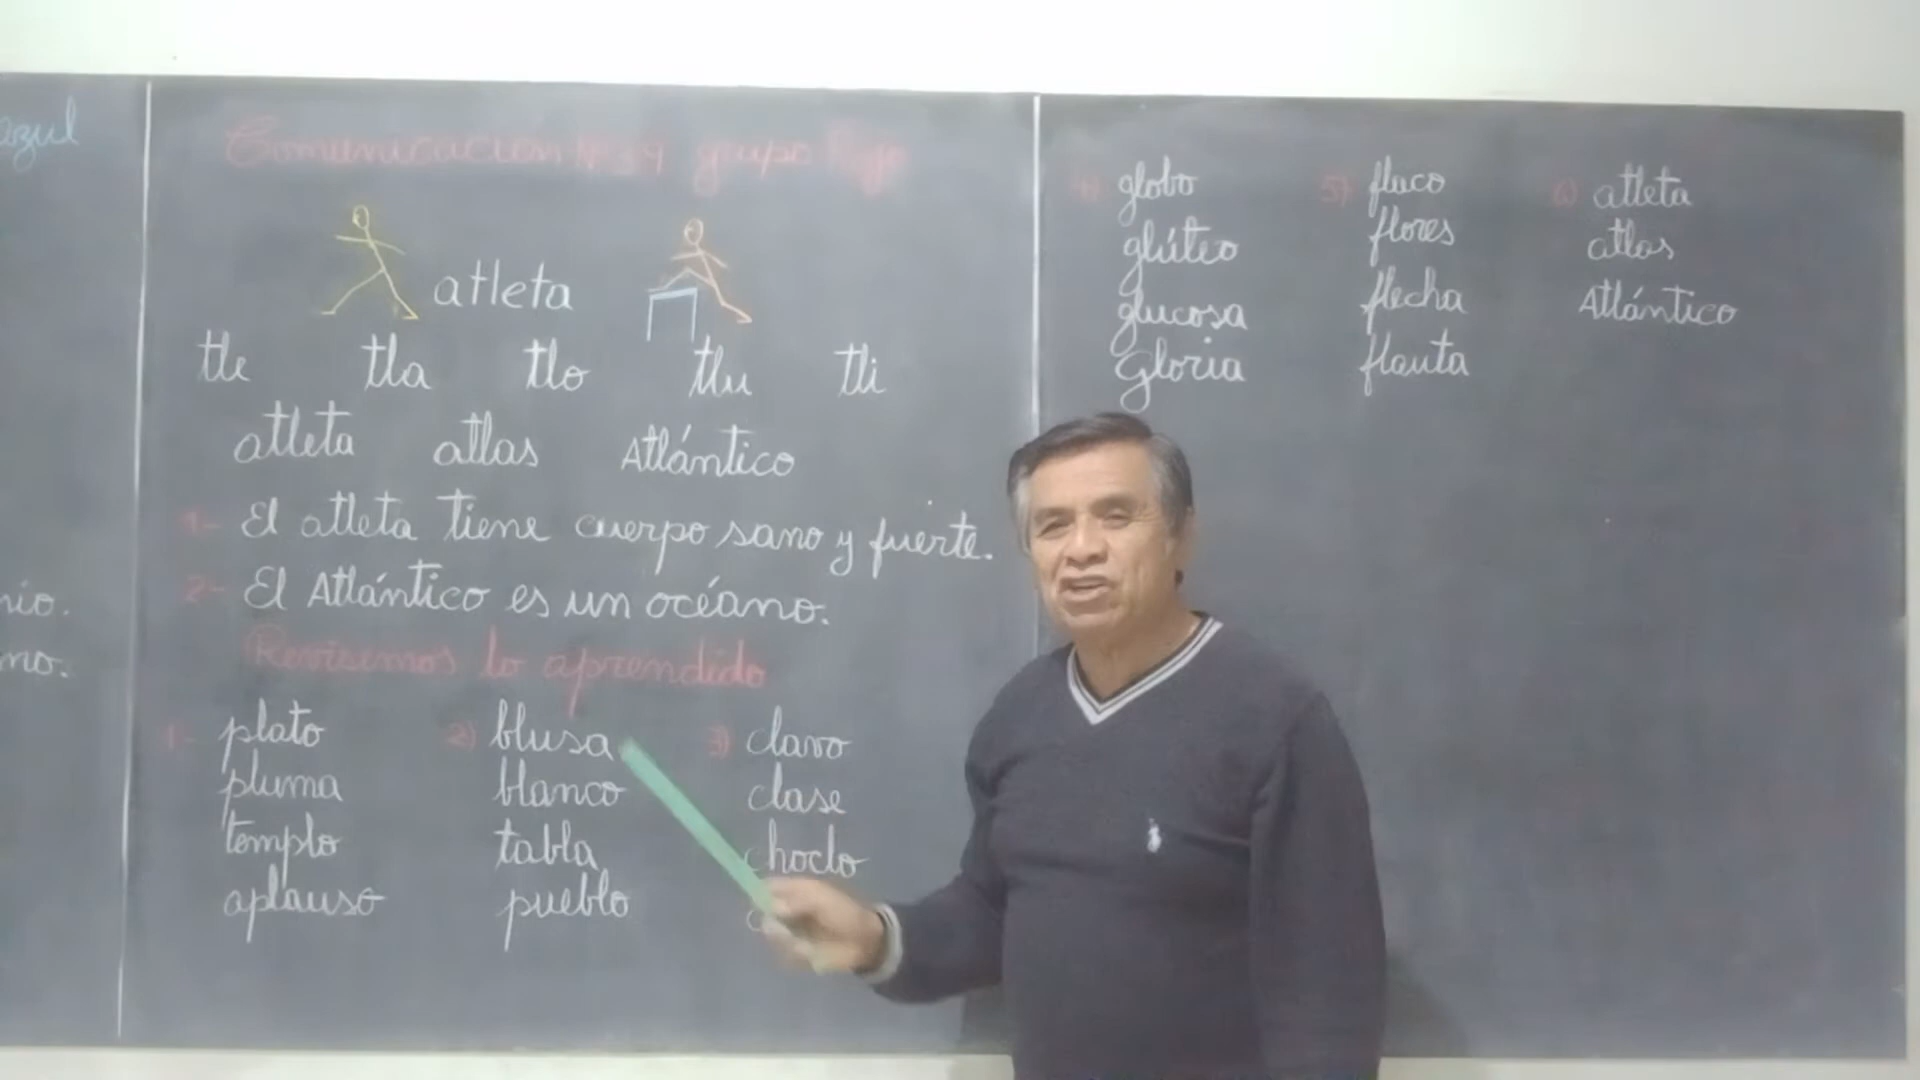 azul
nio.
mo.
Comunicación Nº 39 grupo Rojo
atleta
tle tla tlo tlu tli
atleta atlas Atlántico
1- El atleta tiene cuerpo sano y fuerte.
2- El Atlántico es un océano.
Revisemos lo aprendido
1- plato
pluma
templo
aplauso
2) blusa
blanco
tabla
pueblo
3) clavo
clase
choclo
4) globo
glúteo
glucosa
Gloria
5) flaco
flores
flecha
flauta
6) atleta
atlas
Atlántico